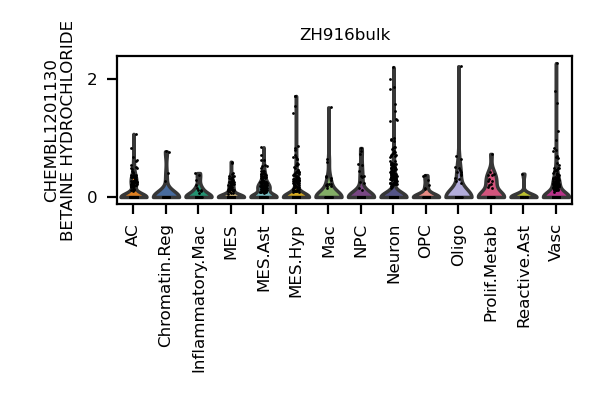 ZH916bulk
CHEMBL1201130
BETAINE HYDROCHLORIDE
2
0
AC
Chromatin.Reg
Inflammatory.Mac
MES
MES.Ast
MES.Hyp
Mac
NPC
Neuron
OPC
Oligo
Prolif.Metab
Reactive.Ast
Vasc